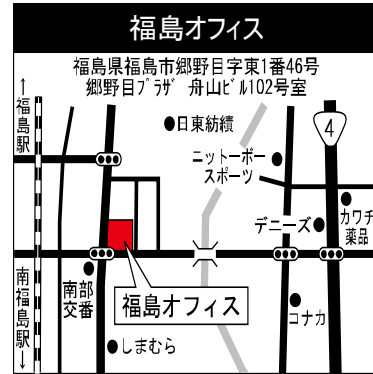 福島オフィス
福島県福島市郷野目字東1番46号
郷野目プラザ 舟山ビル102号室
↑福島駅
日東紡績
ニットーボー
スポーツ
4
デニーズ
カワチ
薬品
南福島駅↓
南部
交番
福島オフィス
コナカ
しまむら